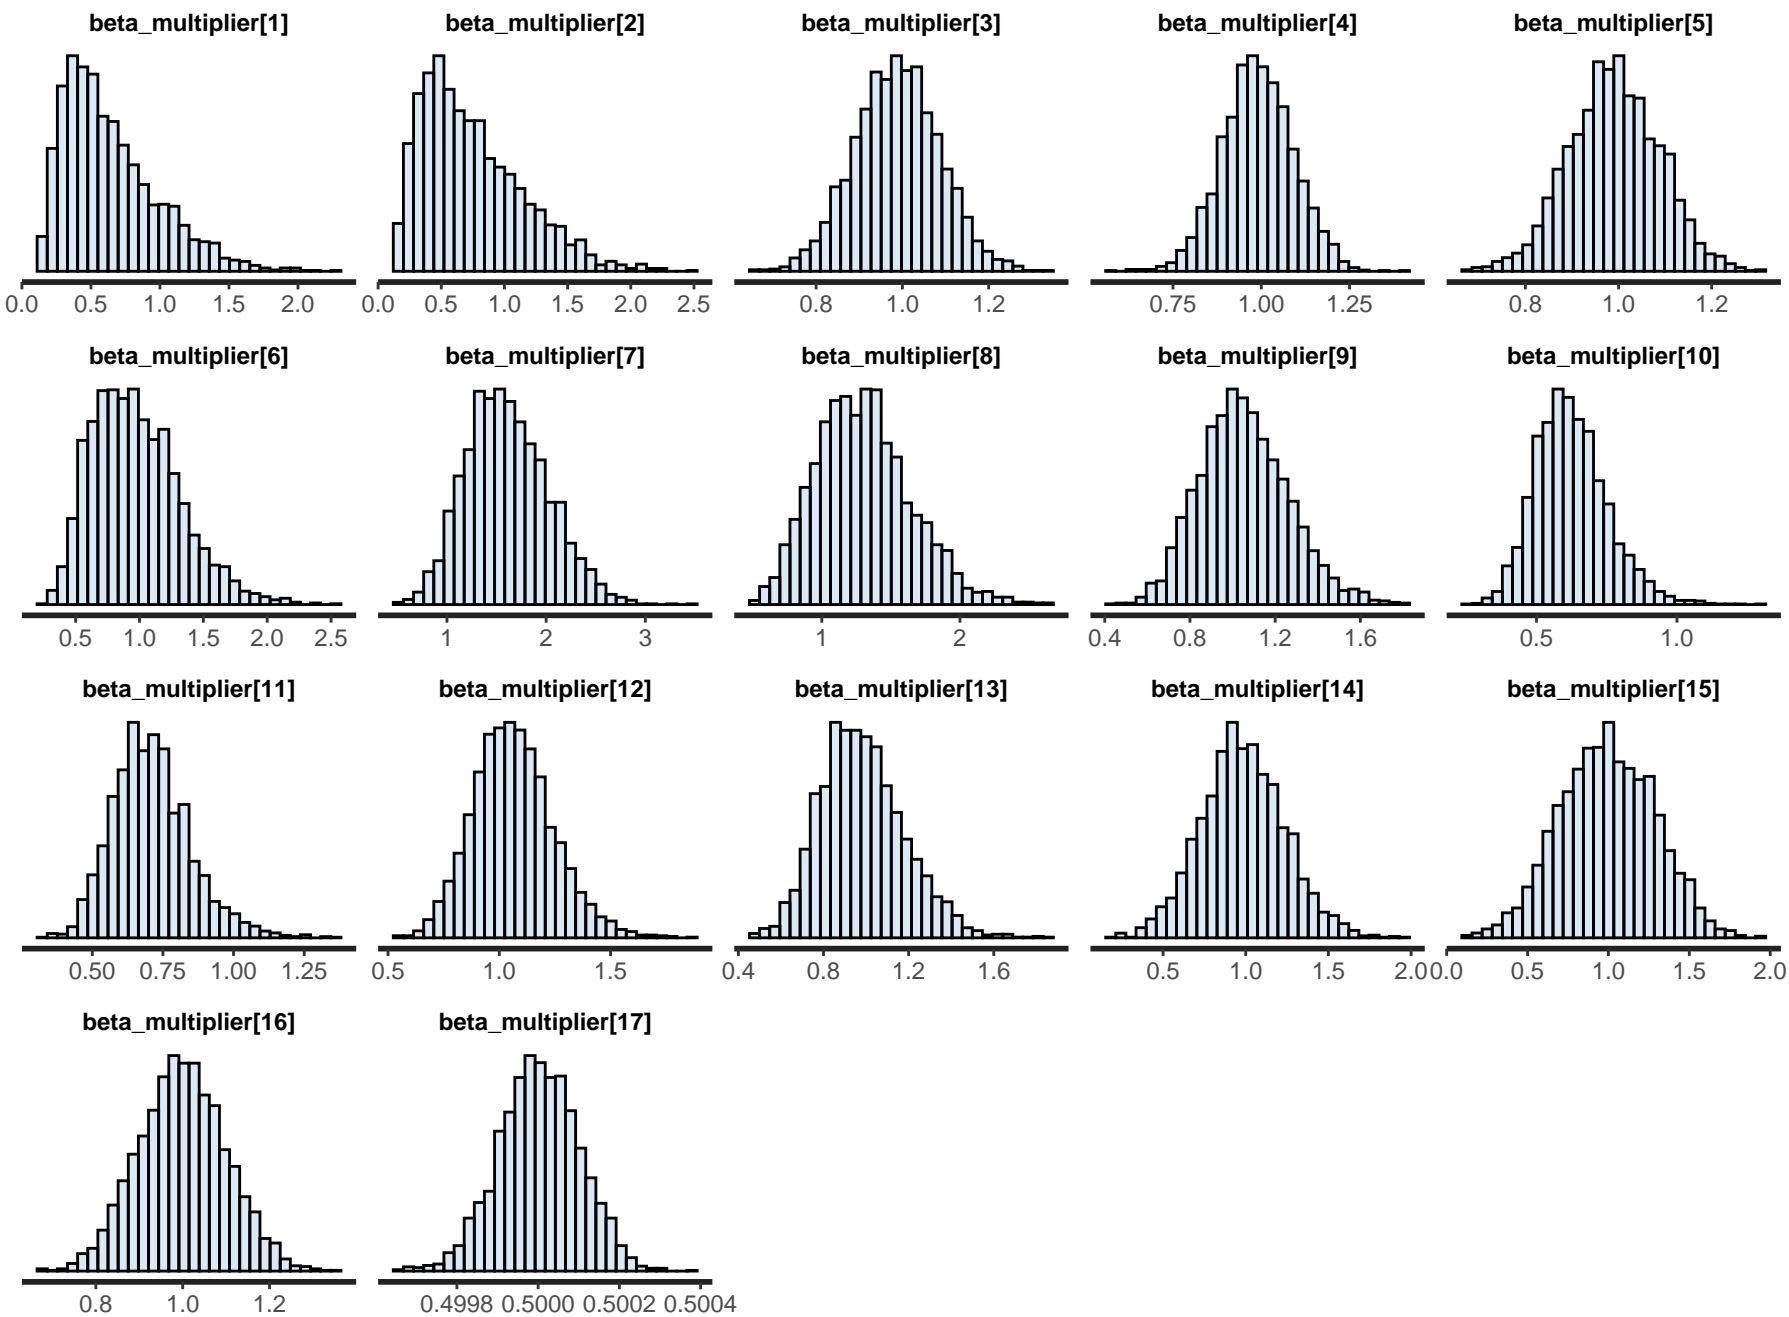 beta_multiplier[1] beta_multiplier[2] beta_multiplier[3] beta_multiplier[4] beta_multiplier[5]
0.0 0.5 1.0 1.5 2.0 0.0 0.5 1.0 1.5 2.0 2.5 0.8 1.0 1.2 0.75 1.00 1.25 0.8 1.0 1.2
beta_multiplier[6] beta_multiplier[7] beta_multiplier[8] beta_multiplier[9] beta_multiplier[10]
0.5 1.0 1.5 2.0 2.5 1 2 3 1 2 0.4 0.8 1.2 1.6 0.5 1.0
beta_multiplier[11] beta_multiplier[12] beta_multiplier[13] beta_multiplier[14] beta_multiplier[15]
0.50 0.75 1.00 1.25 0.5 1.0 1.5 0.4 0.8 1.2 1.6 0.5 1.0 1.5 2.0 0.0 0.5 1.0 1.5 2.0
beta_multiplier[16] beta_multiplier[17]
0.8 1.0 1.2 0.4998 0.5000 0.5002 0.5004